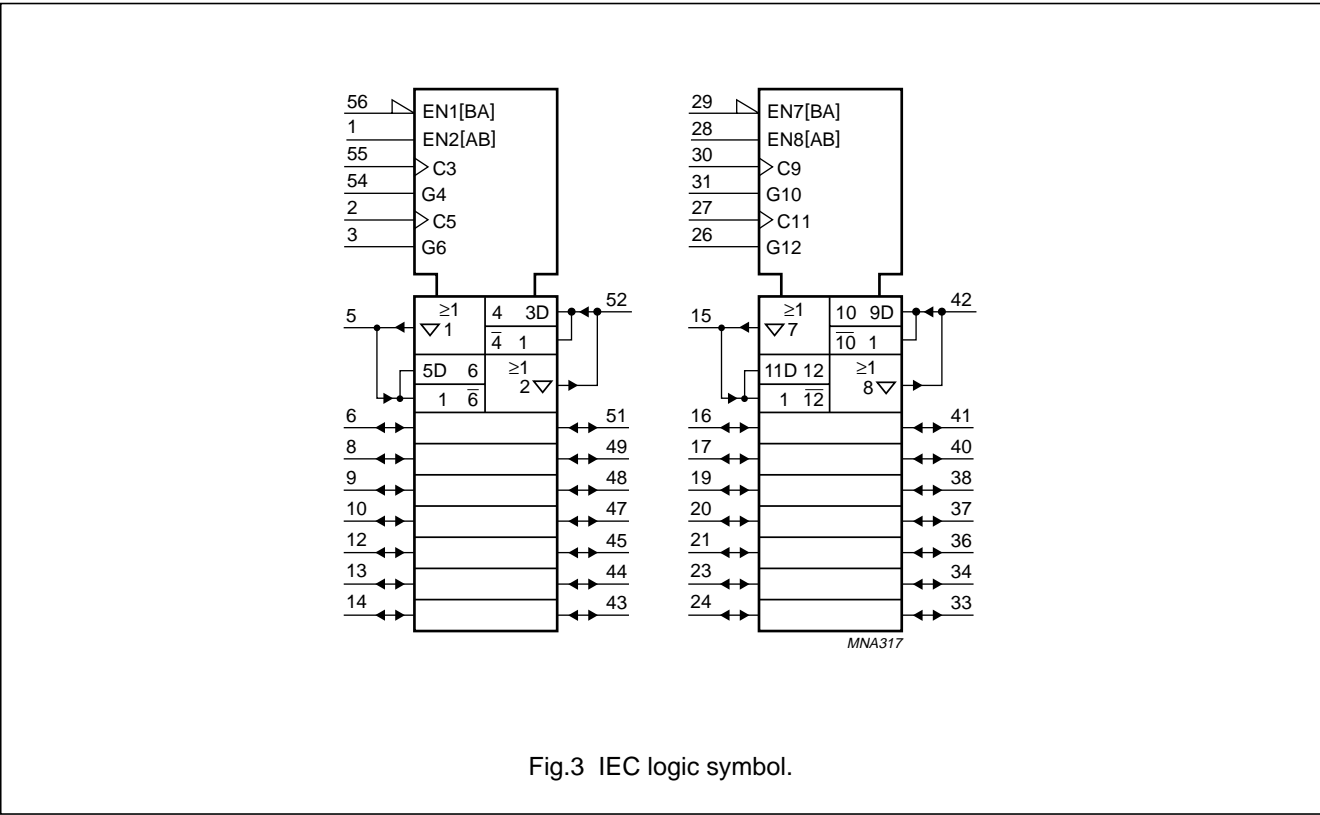 56 EN1[BA]
1 EN2[AB]
55 C3
54 G4
2 C5
3 G6
5 ≥1 4 3D 52
▽ 1 4̅ 1
5D 6 ≥1
1 6̅ 2 ▽
6 51
8 49
9 48
10 47
12 45
13 44
14 43
29 EN7[BA]
28 EN8[AB]
30 C9
31 G10
27 C11
26 G12
15 ≥1 10 9D 42
▽ 7 1̅0̅ 1
11D 12 ≥1
1 1̅2̅ 8 ▽
16 41
17 40
19 38
20 37
21 36
23 34
24 33
MNA317
Fig.3 IEC logic symbol.